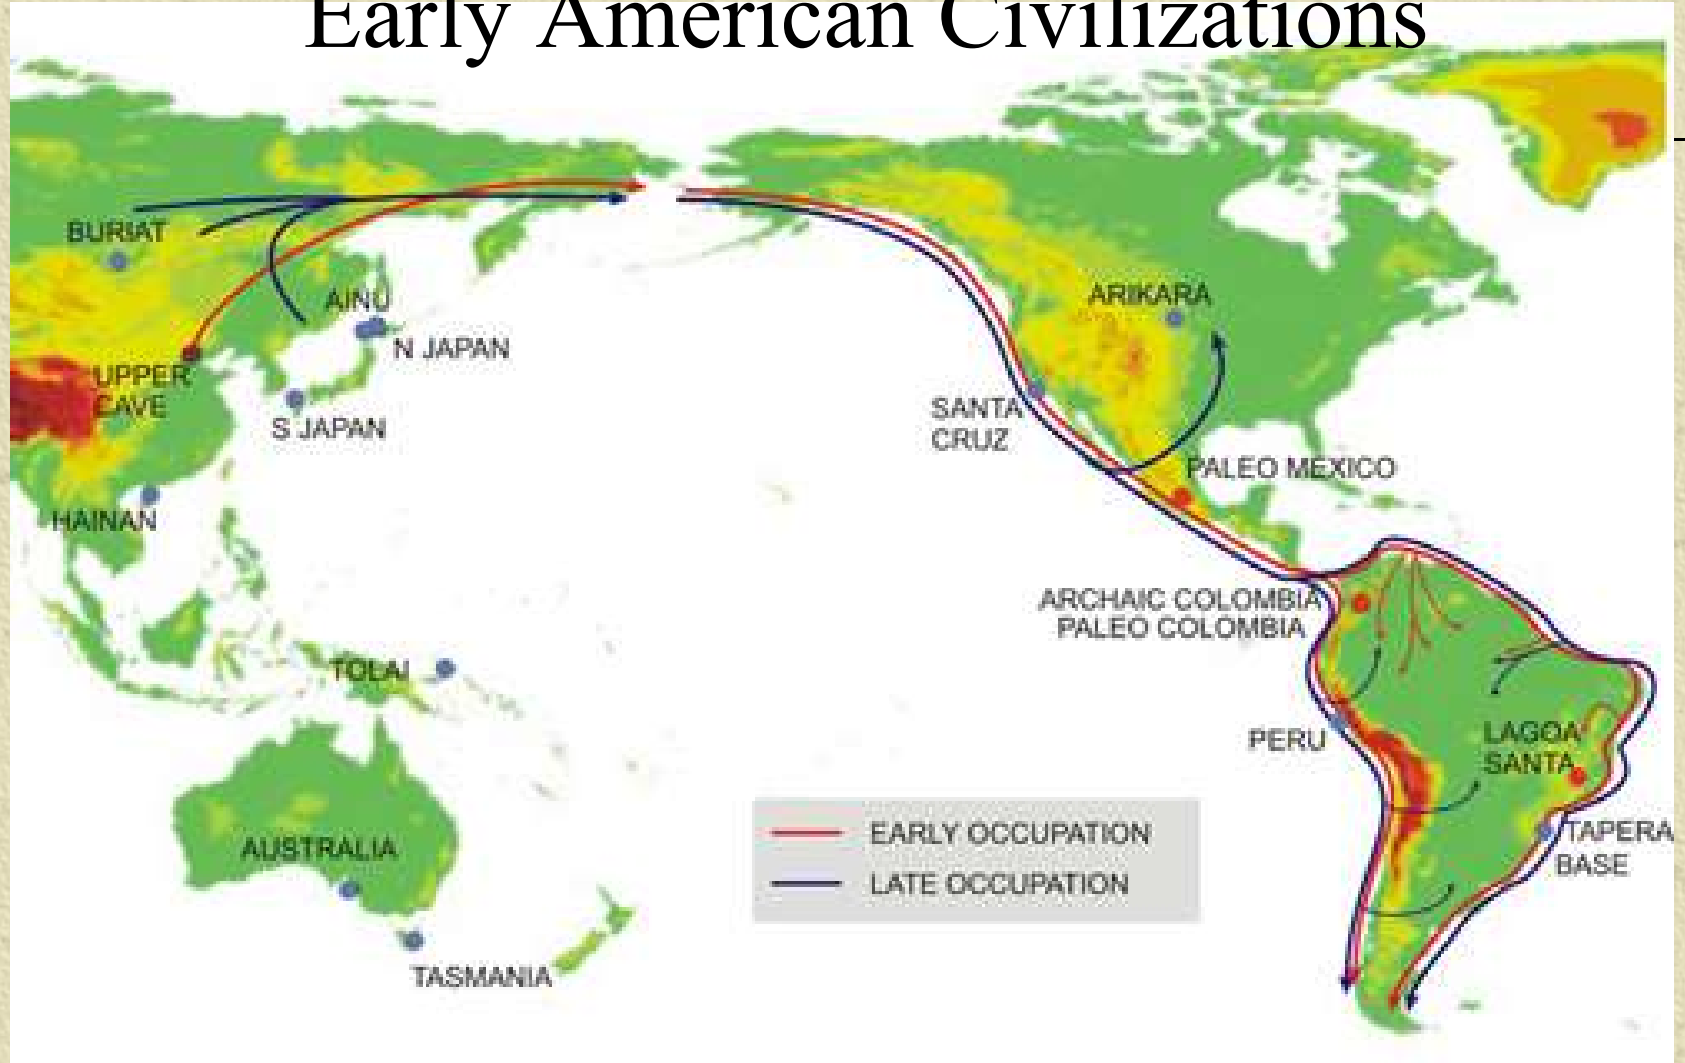 Early American Civilizations
BURIAT
AINU
N JAPAN
UPPER
CAVE
S JAPAN
HAINAN
TOLAI
AUSTRALIA
TASMANIA
ARIKARA
SANTA
CRUZ
PALEO MEXICO
ARCHAIC COLOMBIA
PALEO COLOMBIA
PERU
LAGOA
SANTA
TAPERA
BASE
EARLY OCCUPATION
LATE OCCUPATION